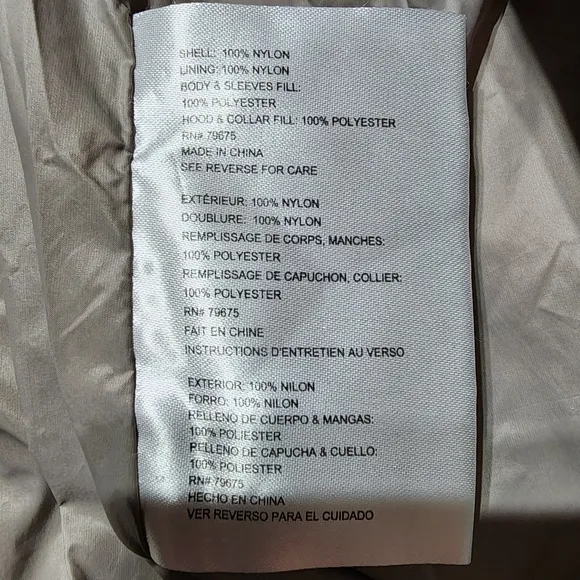 SHELL: 100% NYLON
LINING: 100% NYLON
BODY & SLEEVES FILL:
100% POLYESTER
HOOD & COLLAR FILL: 100% POLYESTER
RN# 79675
MADE IN CHINA
SEE REVERSE FOR CARE
EXTÉRIEUR: 100% NYLON
DOUBLURE: 100% NYLON
REMPLISSAGE DE CORPS, MANCHES:
100% POLYESTER
REMPLISSAGE DE CAPUCHON, COLLIER:
100% POLYESTER
RN# 79675
FAIT EN CHINE
INSTRUCTIONS D'ENTRETIEN AU VERSO
EXTERIOR: 100% NILON
FORRO: 100% NILON
RELLENO DE CUERPO & MANGAS:
100% POLIESTER
RELLENO DE CAPUCHA & CUELLO:
100% POLIESTER
RN# 79675
HECHO EN CHINA
VER REVERSO PARA EL CUIDADO